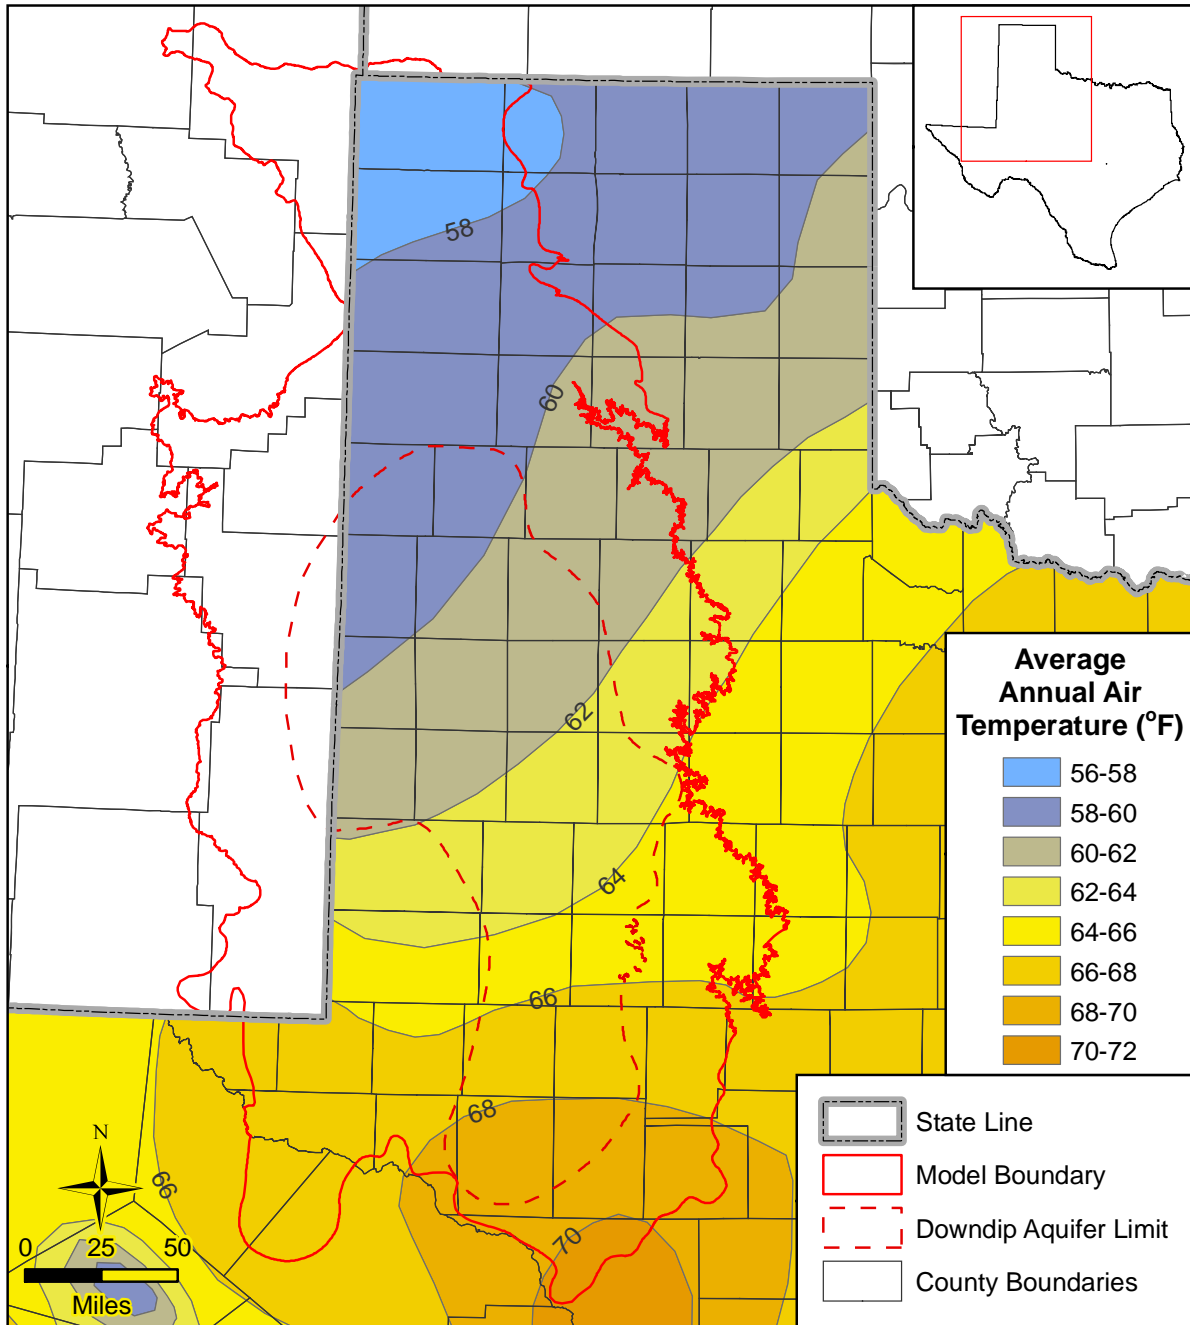 58
60
62
64
66
68
66
70
Average
Annual Air
Temperature (°F)
56-58
58-60
60-62
62-64
64-66
66-68
68-70
70-72
State Line
Model Boundary
Downdip Aquifer Limit
County Boundaries
N
0 25 50
Miles